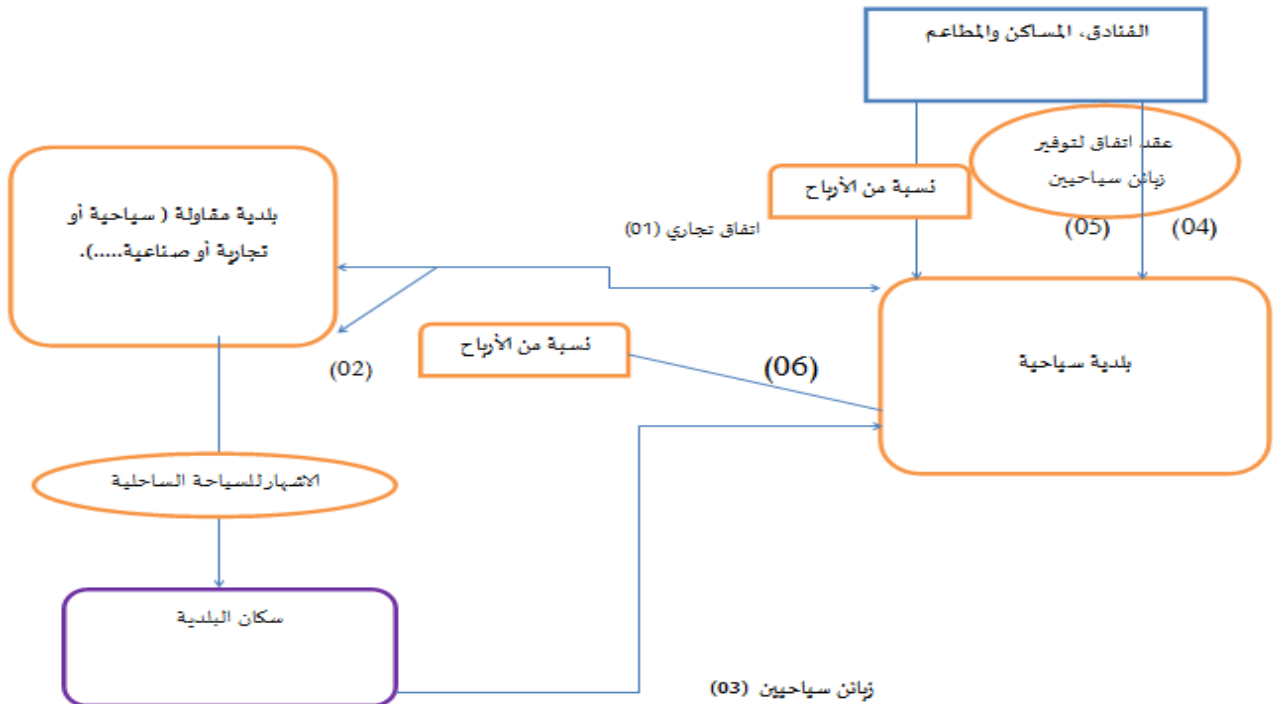 الفنادق، المساكن والمطاعم
عقد اتفاق لتوفير
زبائن سياحيين
نسبة من الأرباح
(05)
(04)
اتفاق تجاري (01)
بلدية مقاولة ( سياحية أو
تجارية أو صناعية.....).
بلدية سياحية
نسبة من الأرباح
(06)
(02)
الاشهار للسياحة الساحلية
سكان البلدية
زبائن سياحيين (03)